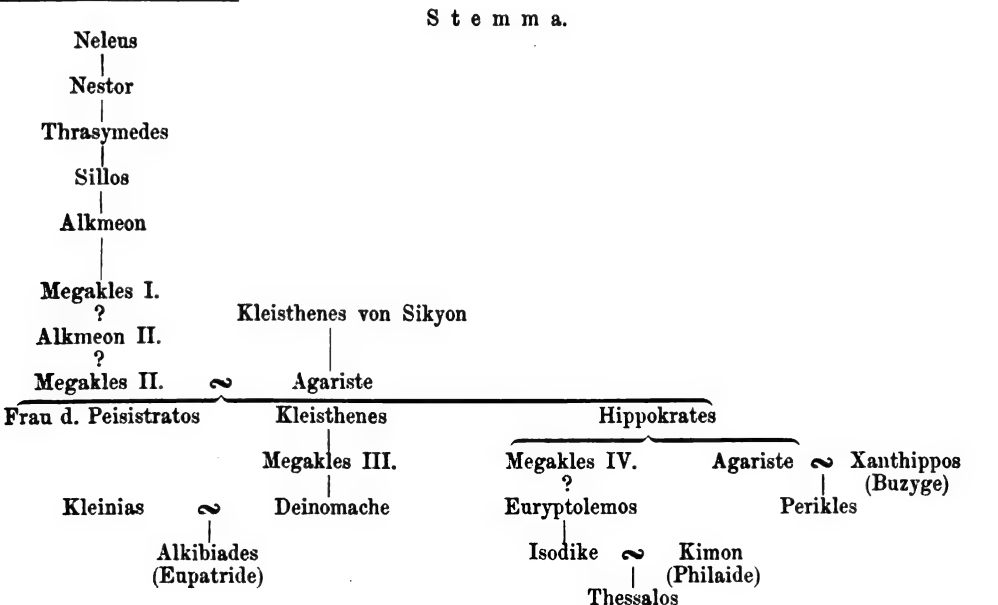 Stemma.
Neleus
Nestor
Thrasymedes
Sillos
Alkmeon
Megakles I.
?
Kleisthenes von Sikyon
Alkmeon II.
?
Megakles II. ~ Agariste
Frau d. Peisistratos Kleisthenes Hippokrates
Megakles III. Megakles IV. Agariste ~ Xanthippos
? (Buzyge)
Kleinias ~ Deinomache Euryptolemos Perikles
Alkibiades Isodike ~ Kimon
(Eupatride) (Philaide)
Thessalos